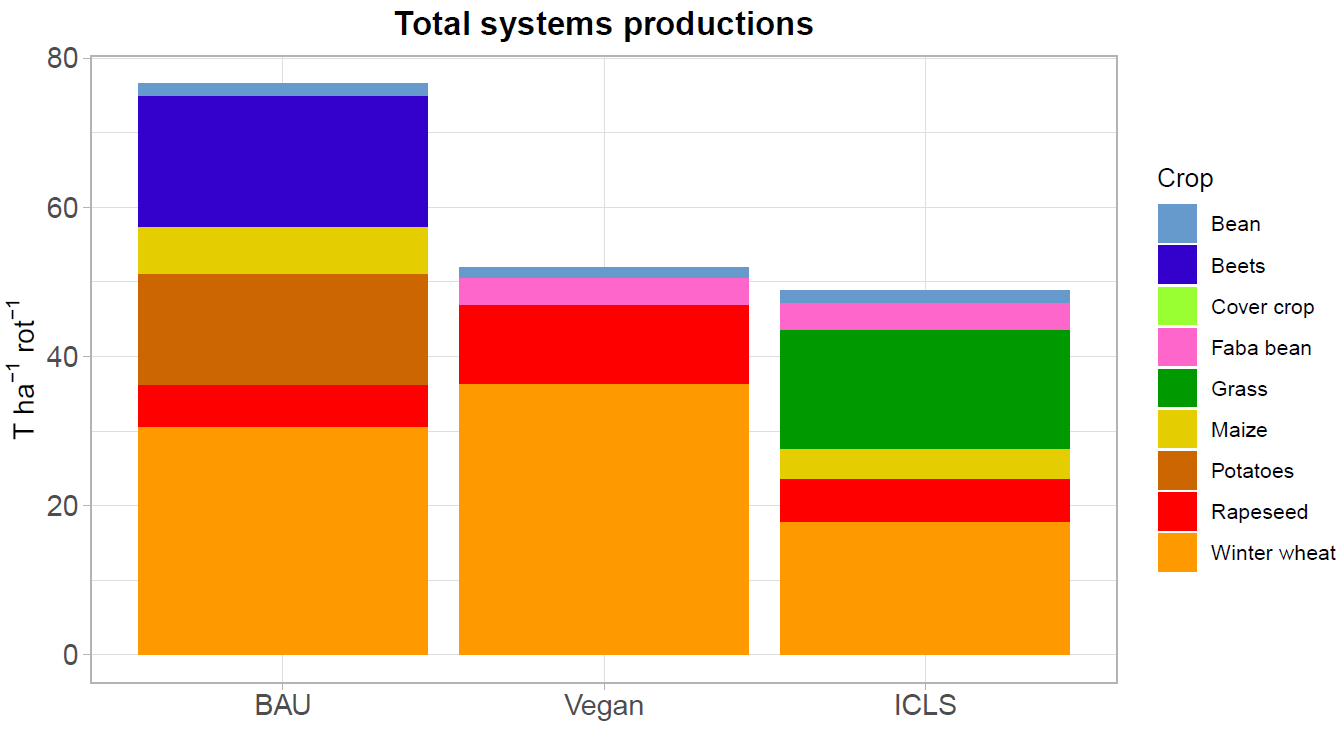 Total systems productions
T ha⁻¹ rot⁻¹
80
60
40
20
0
BAU
Vegan
ICLS
Crop
Bean
Beets
Cover crop
Faba bean
Grass
Maize
Potatoes
Rapeseed
Winter wheat